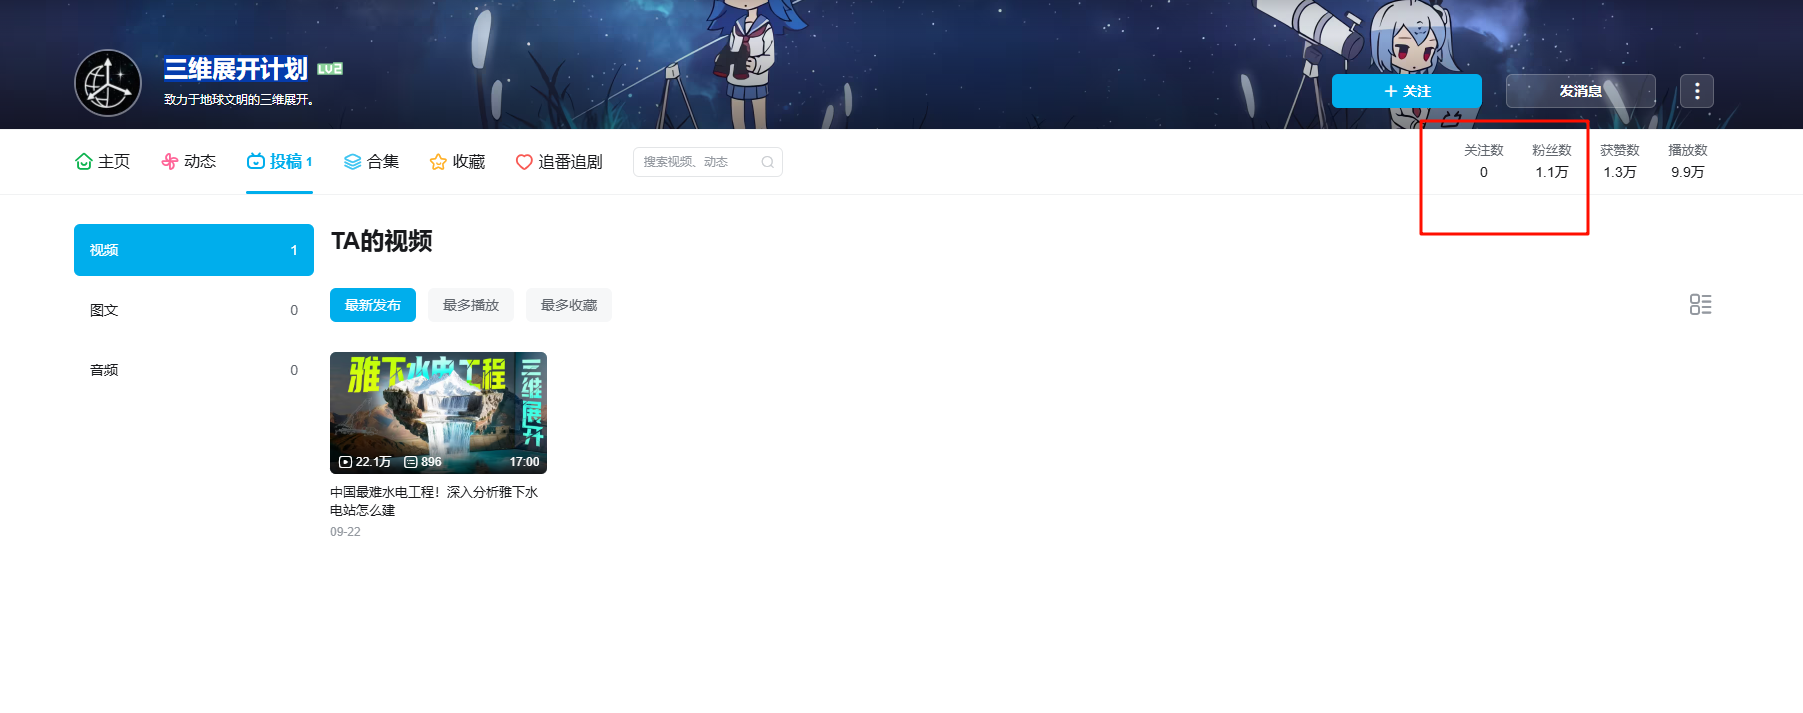 三维展开计划 LV2
致力于地球文明的三维展开。
+ 关注
发消息
主页 动态 投稿 1 合集 收藏 追番追剧 搜索视频、动态
关注数 粉丝数 获赞数 播放数
0 1.1万 1.3万 9.9万
视频 1
图文 0
音频 0
TA的视频
最新发布 最多播放 最多收藏
雅下水电工程
三维展开
22.1万 896 17:00
中国最难水电工程！深入分析雅下水
电站怎么建
09-22